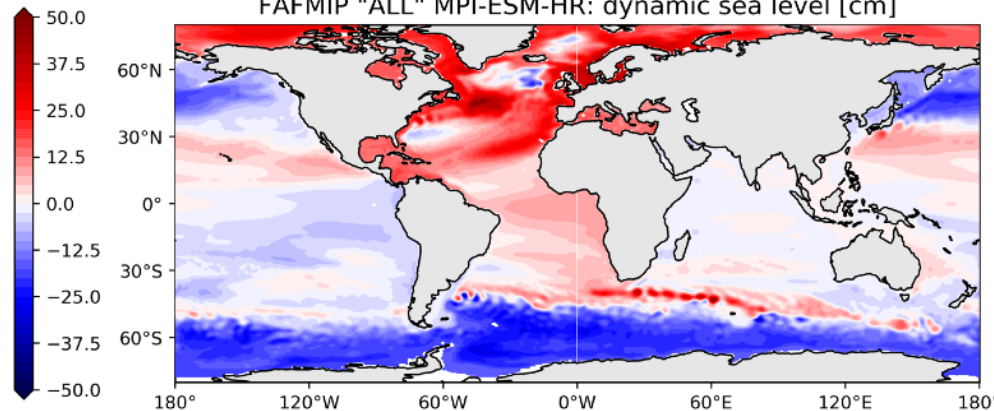 FAFMIP "ALL" MPI-ESM-HR: dynamic sea level [cm]
50.0
37.5
25.0
12.5
0.0
−12.5
−25.0
−37.5
−50.0
60°N
30°N
0°
30°S
60°S
180° 120°W 60°W 0°W 60°E 120°E 180°